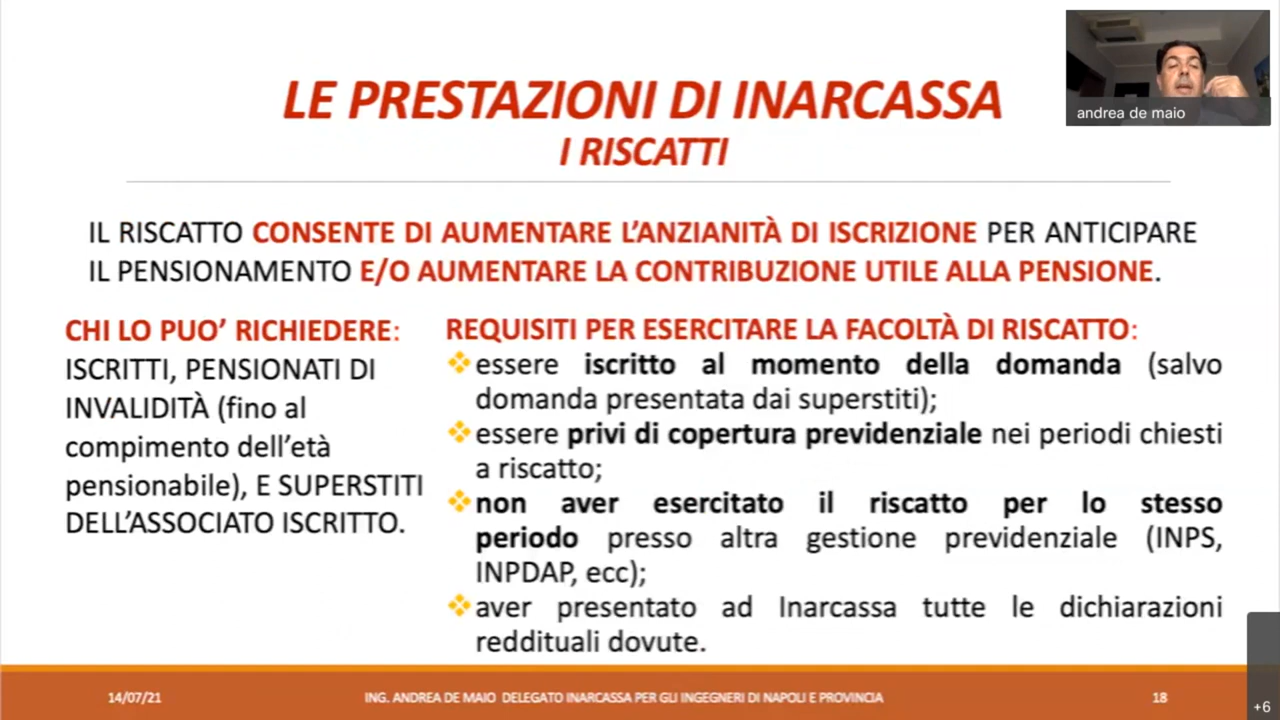 LE PRESTAZIONI DI INARCASSA
I RISCATTI
andrea de maio
IL RISCATTO CONSENTE DI AUMENTARE L’ANZIANITÀ DI ISCRIZIONE PER ANTICIPARE
IL PENSIONAMENTO E/O AUMENTARE LA CONTRIBUZIONE UTILE ALLA PENSIONE.
CHI LO PUO’ RICHIEDERE:
ISCRITTI, PENSIONATI DI
INVALIDITÀ (fino al
compimento dell’età
pensionabile), E SUPERSTITI
DELL’ASSOCIATO ISCRITTO.
REQUISITI PER ESERCITARE LA FACOLTÀ DI RISCATTO:
essere iscritto al momento della domanda (salvo
domanda presentata dai superstiti);
essere privi di copertura previdenziale nei periodi chiesti
a riscatto;
non aver esercitato il riscatto per lo stesso
periodo presso altra gestione previdenziale (INPS,
INPDAP, ecc);
aver presentato ad Inarcassa tutte le dichiarazioni
reddituali dovute.
14/07/21
ING. ANDREA DE MAIO DELEGATO INARCASSA PER GLI INGEGNERI DI NAPOLI E PROVINCIA
18
+6